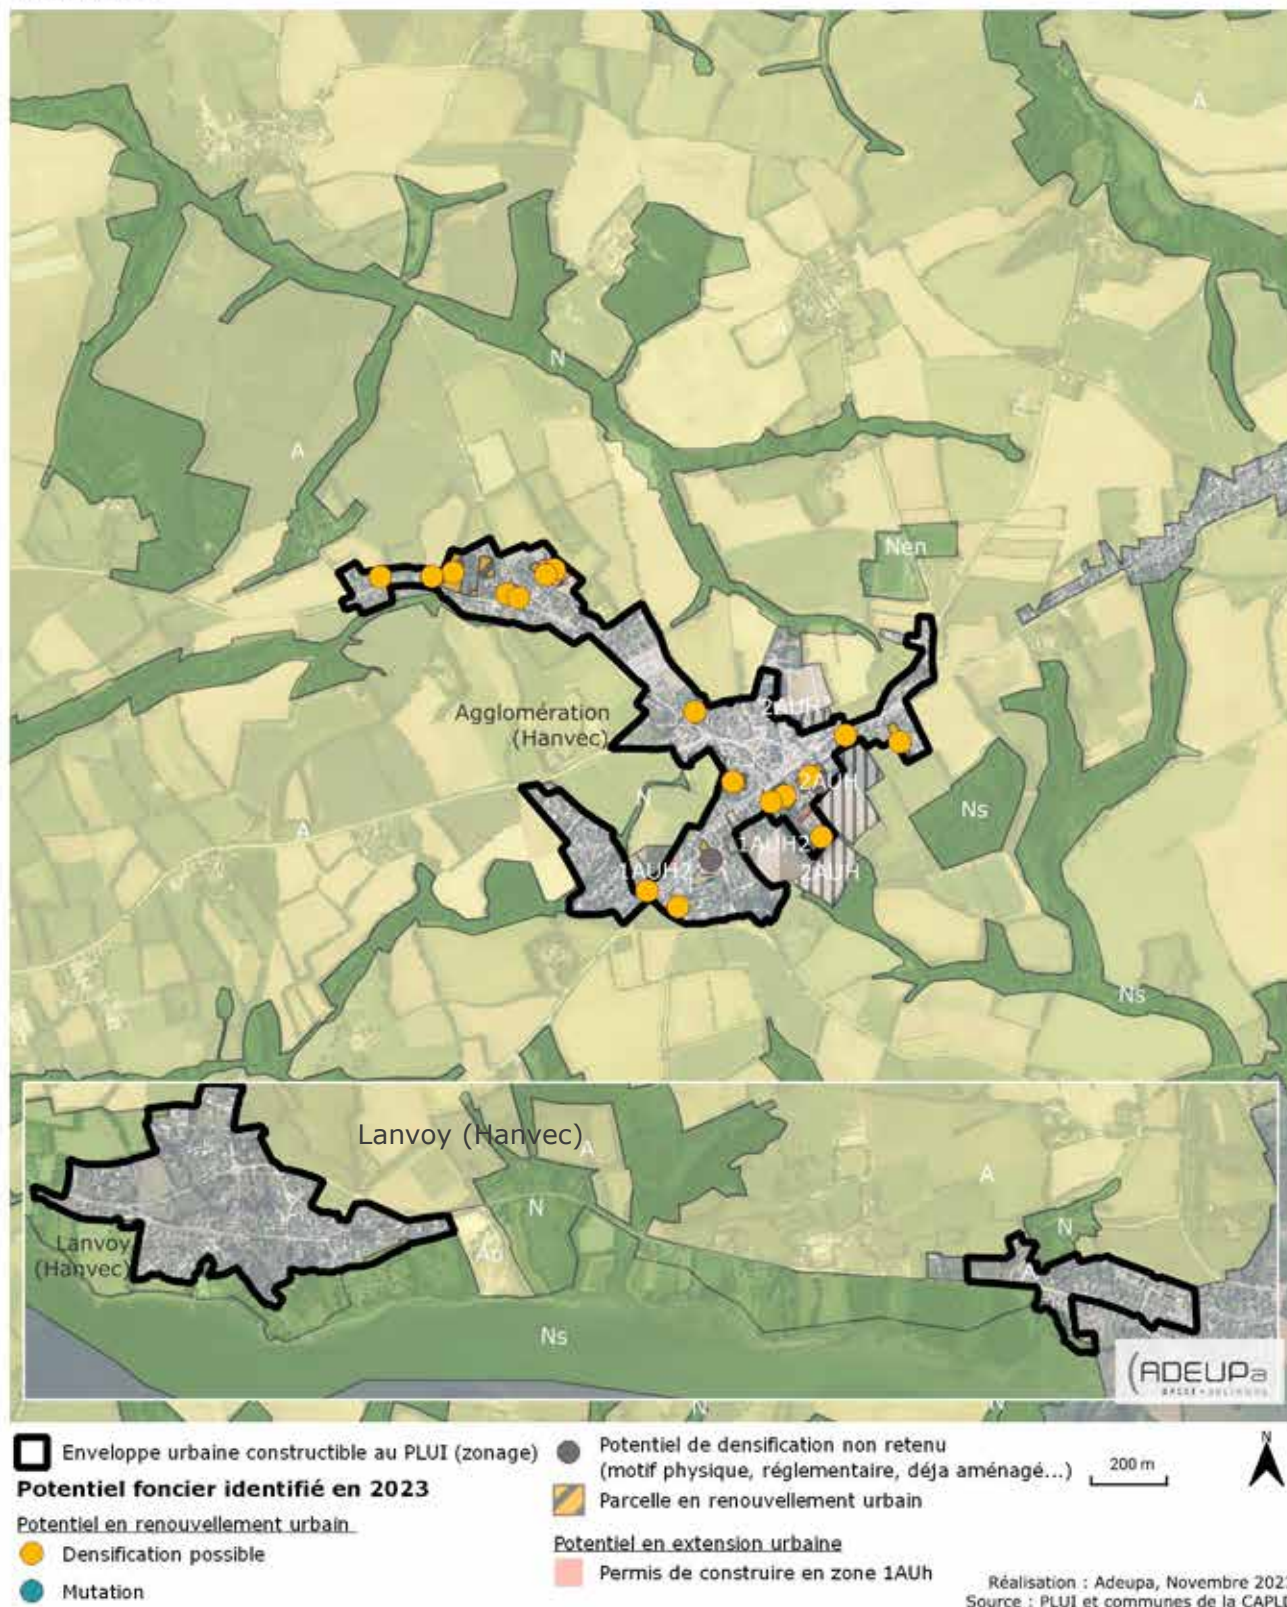 A
N
A
Nen
Agglomération
(Hanvec)
2AUH
2AUH
N
A
Ns
1AUH2
1AUH2
2AUH
Ns
Lanvoy (Hanvec)
A
A
N
N
Lanvoy
(Hanvec)
Ns
(ADEUPa
N
N
N
Enveloppe urbaine constructible au PLUI (zonage)
Potentiel foncier identifié en 2023
Potentiel en renouvellement urbain
Densification possible
Mutation
Potentiel de densification non retenu
(motif physique, réglementaire, déja aménagé...)
200 m
Parcelle en renouvellement urbain
Potentiel en extension urbaine
Permis de construire en zone 1AUh
Réalisation : Adeupa, Novembre
Source : PLUI et communes de la